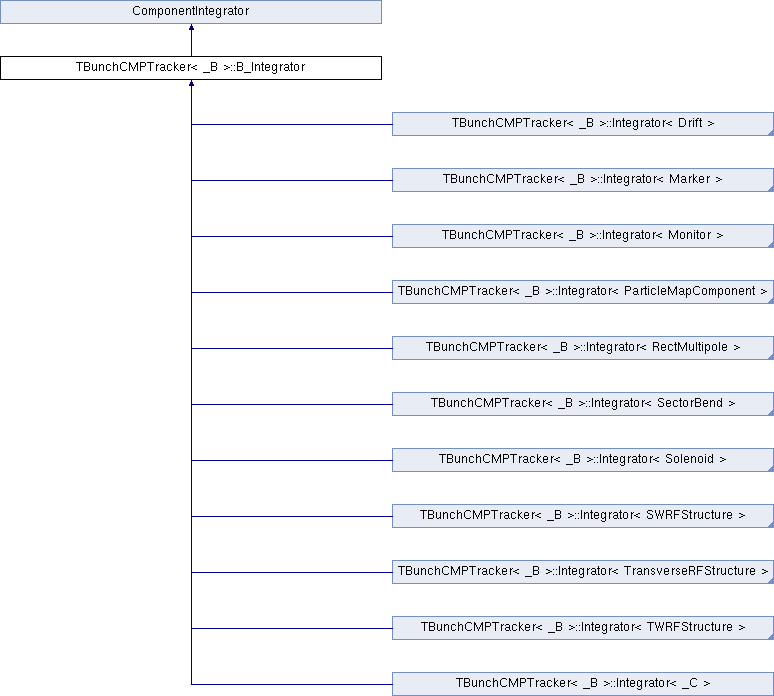 ComponentIntegrator
TBunchCMPTracker< _B >::B_Integrator
TBunchCMPTracker< _B >::Integrator< Drift >
TBunchCMPTracker< _B >::Integrator< Marker >
TBunchCMPTracker< _B >::Integrator< Monitor >
TBunchCMPTracker< _B >::Integrator< ParticleMapComponent >
TBunchCMPTracker< _B >::Integrator< RectMultipole >
TBunchCMPTracker< _B >::Integrator< SectorBend >
TBunchCMPTracker< _B >::Integrator< Solenoid >
TBunchCMPTracker< _B >::Integrator< SWRFStructure >
TBunchCMPTracker< _B >::Integrator< TransverseRFStructure >
TBunchCMPTracker< _B >::Integrator< TWRFStructure >
TBunchCMPTracker< _B >::Integrator< _C >